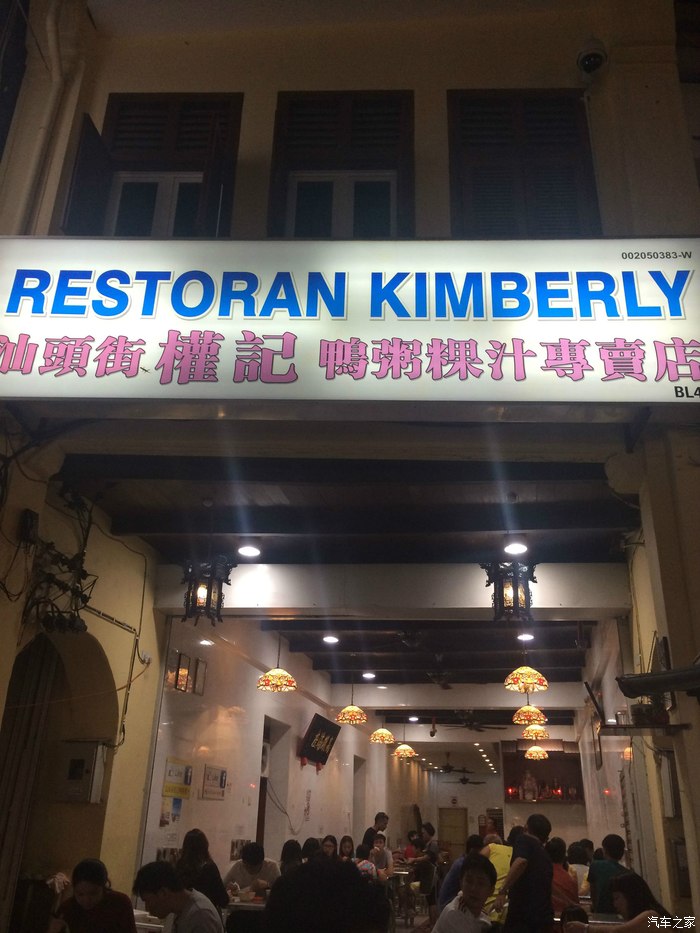 002050383-W
RESTORAN KIMBERLY
汕頭街 權記 鴨粥粿汁專賣店
BL4
汽车之家